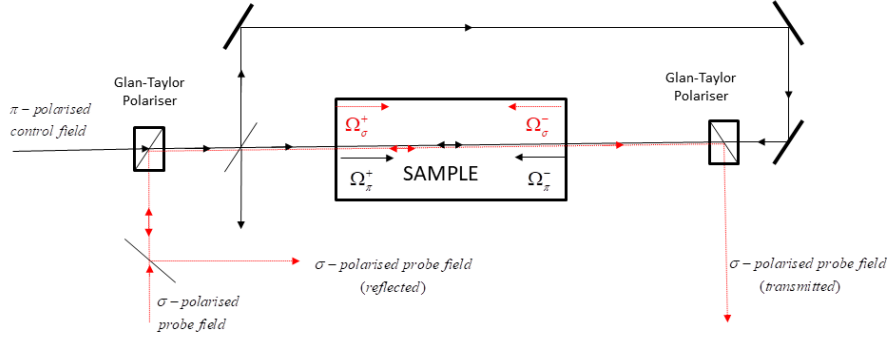 Glan-Taylor
Polariser
π − polarised
control field
Ω_σ^+
Ω_σ^−
Ω_π^+
SAMPLE
Ω_π^−
Glan-Taylor
Polariser
σ − polarised probe field
(reflected)
σ − polarised
probe field
σ − polarised probe field
(transmitted)